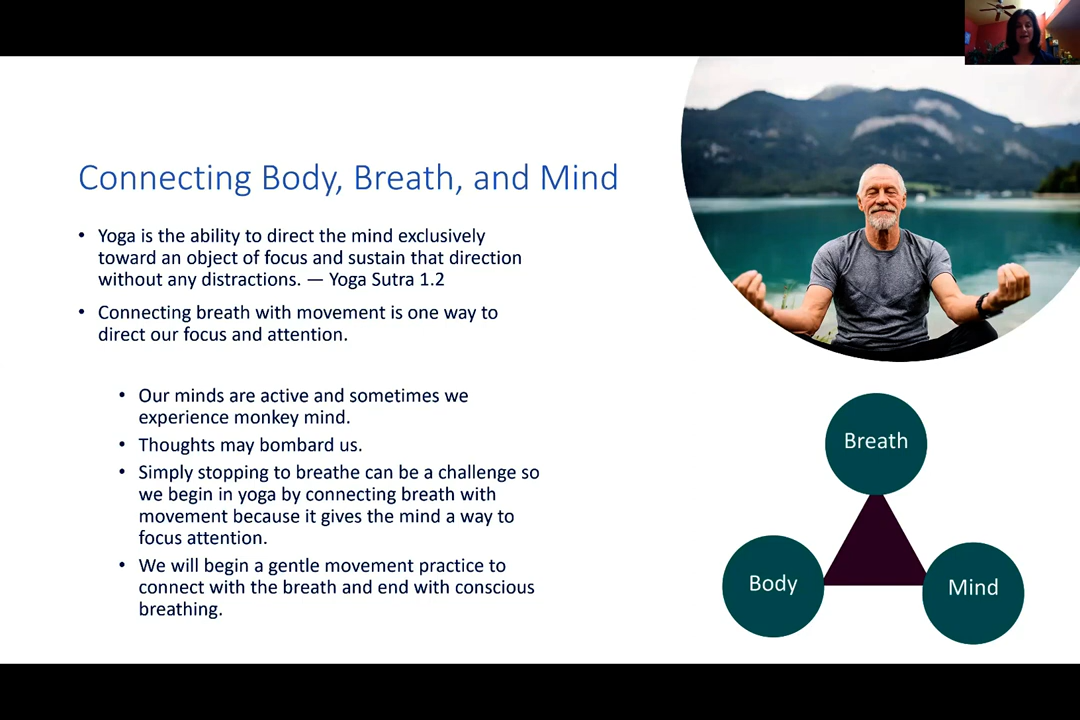 Connecting Body, Breath, and Mind
• Yoga is the ability to direct the mind exclusively
toward an object of focus and sustain that direction
without any distractions. — Yoga Sutra 1.2
• Connecting breath with movement is one way to
direct our focus and attention.
• Our minds are active and sometimes we
experience monkey mind.
• Thoughts may bombard us.
• Simply stopping to breathe can be a challenge so
we begin in yoga by connecting breath with
movement because it gives the mind a way to
focus attention.
• We will begin a gentle movement practice to
connect with the breath and end with conscious
breathing.
Breath
Body
Mind